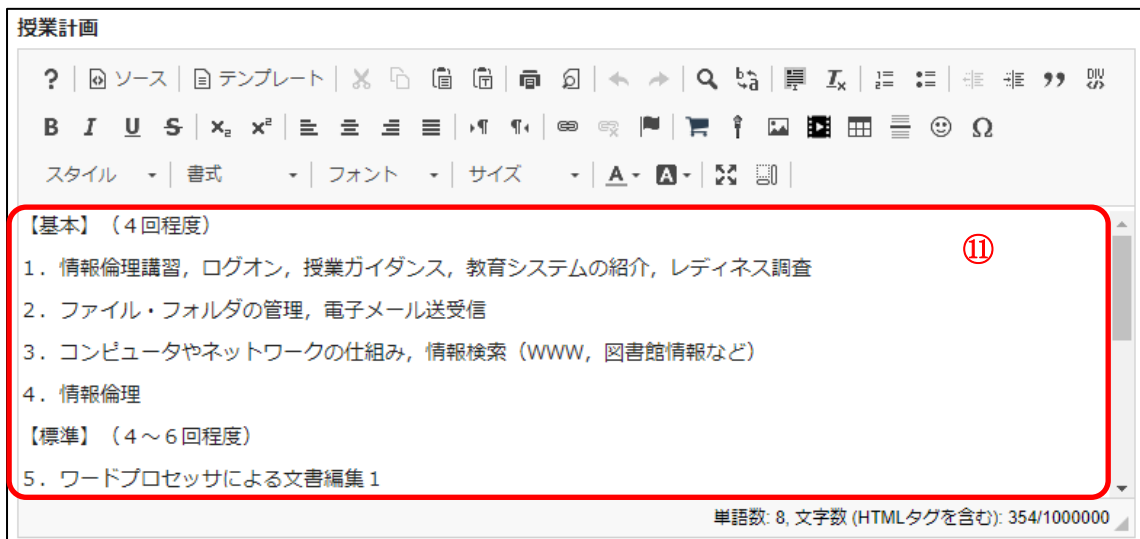 授業計画
? ソース テンプレート
B I U S x₂ x²
スタイル 書式 フォント サイズ A A
【基本】（４回程度）
⑪
１．情報倫理講習，ログオン，授業ガイダンス，教育システムの紹介，レディネス調査
２．ファイル・フォルダの管理，電子メール送受信
３．コンピュータやネットワークの仕組み，情報検索（WWW，図書館情報など）
４．情報倫理
【標準】（４～６回程度）
５．ワードプロセッサによる文書編集１
単語数: 8, 文字数 (HTMLタグを含む): 354/1000000